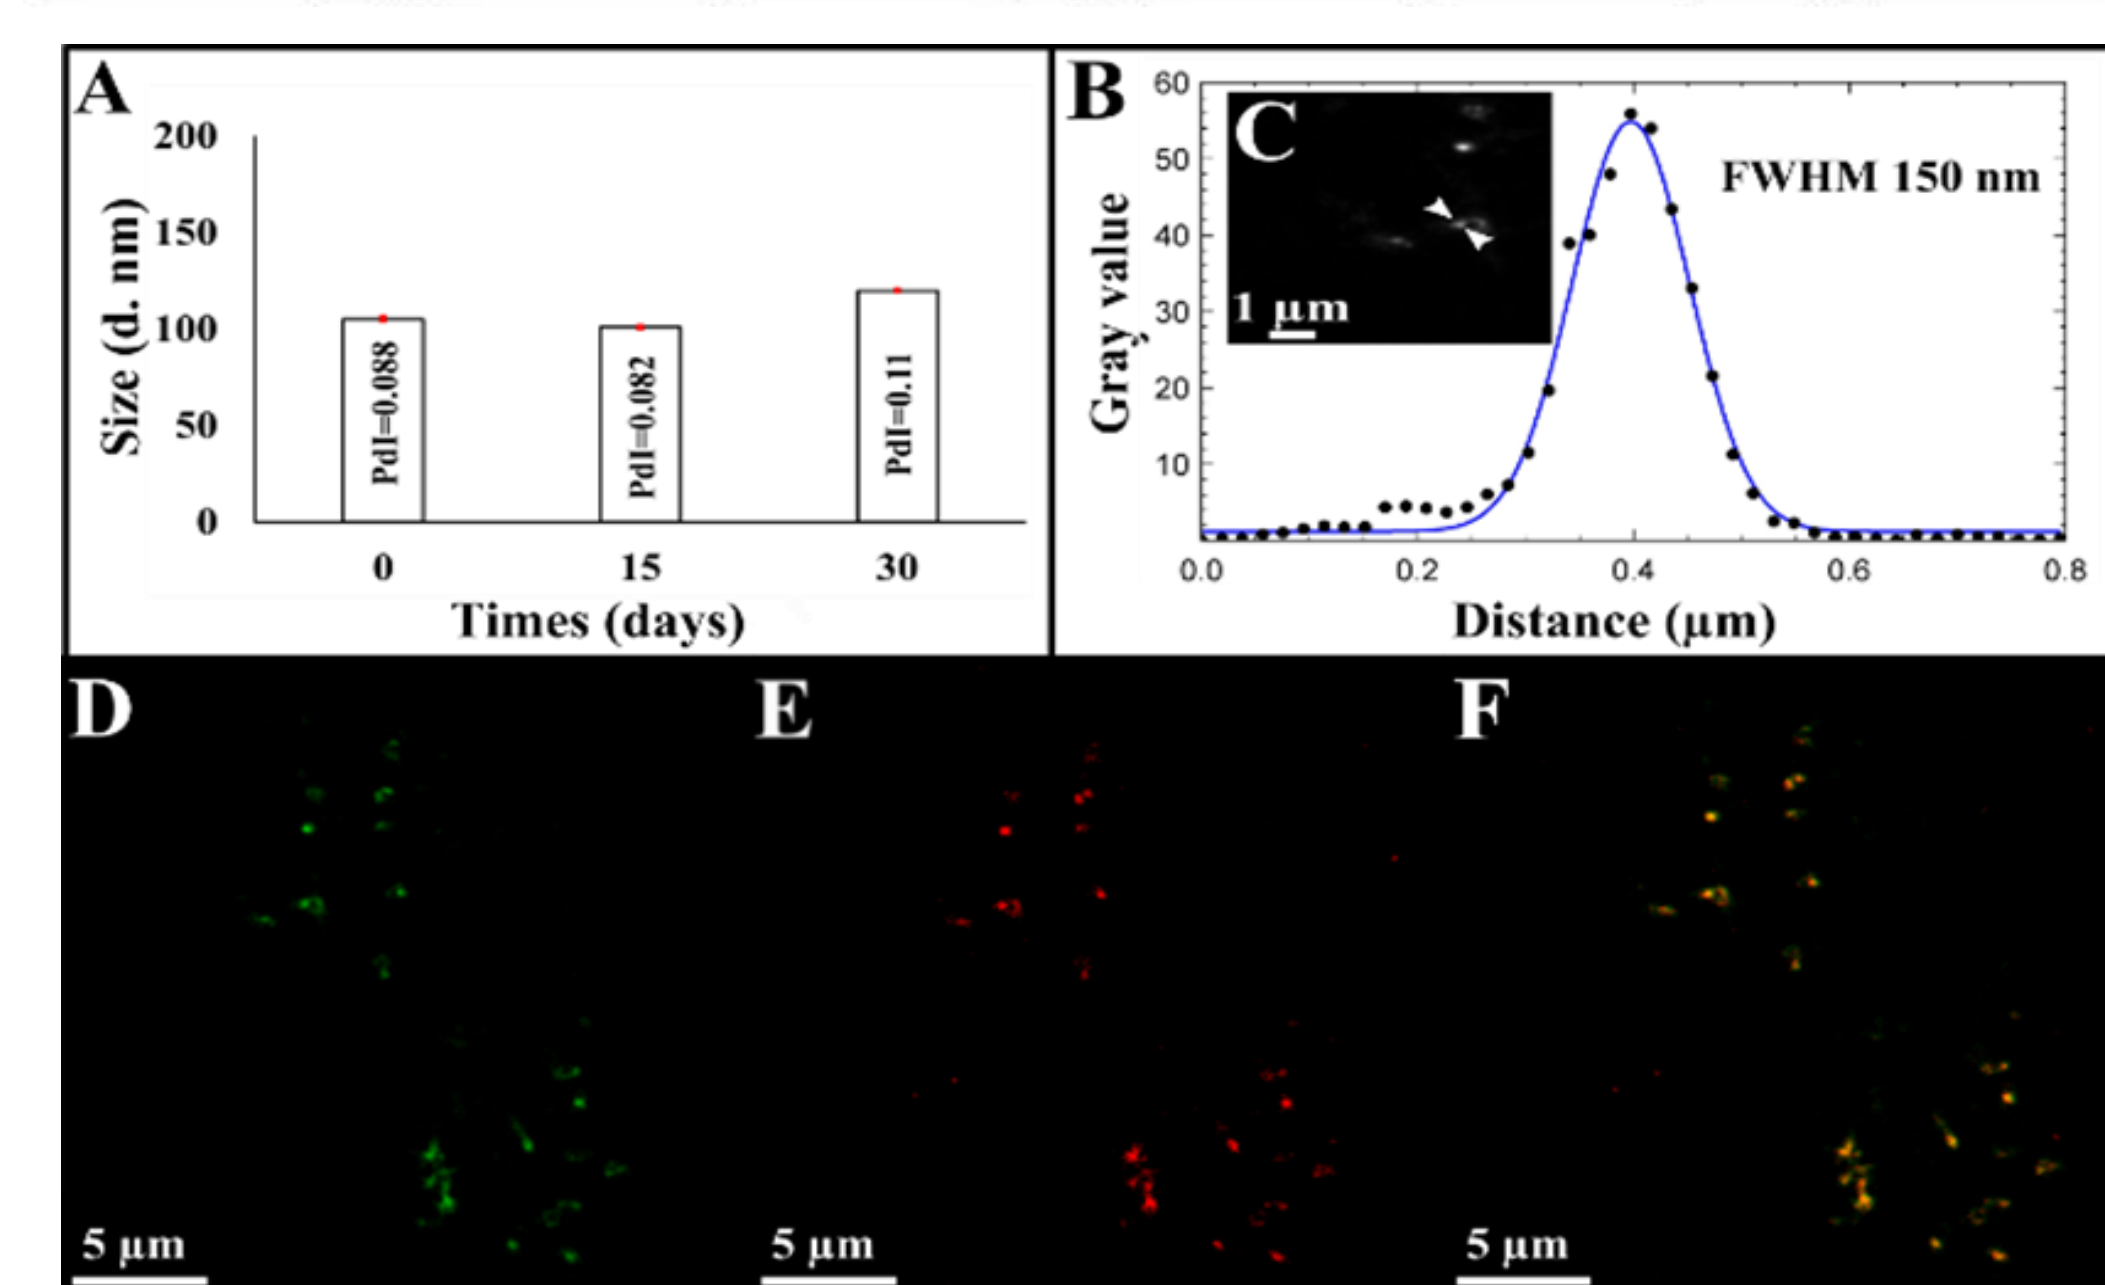 A
200
150
100
50
0
Size (d. nm)
PdI=0.088
PdI=0.082
PdI=0.11
0 15 30
Times (days)
B
60
50
40
30
20
10
Gray value
C
1 µm
FWHM 150 nm
0.0 0.2 0.4 0.6 0.8
Distance (µm)
D
5 µm
E
5 µm
F
5 µm